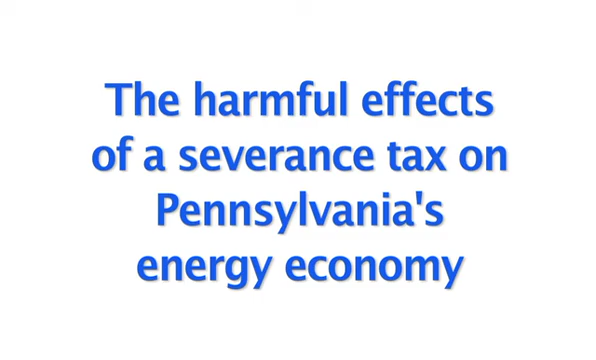 The harmful effects
of a severance tax on
Pennsylvania's
energy economy